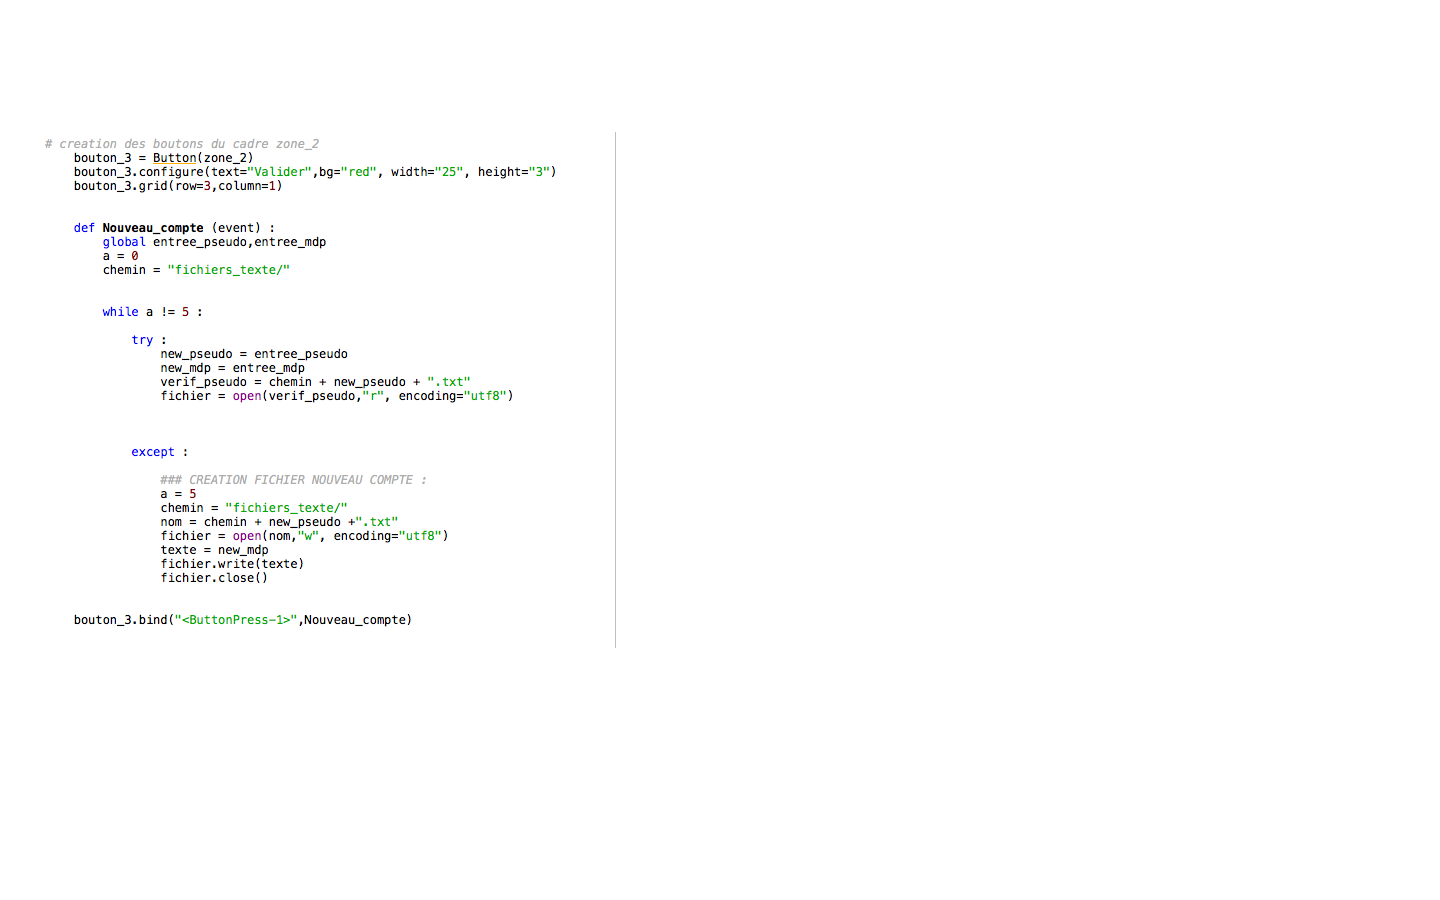 # creation des boutons du cadre zone_2
bouton_3 = Button(zone_2)
bouton_3.configure(text="Valider",bg="red", width="25", height="3")
bouton_3.grid(row=3,column=1)
def Nouveau_compte (event) :
global entree_pseudo,entree_mdp
a = 0
chemin = "fichiers_texte/"
while a != 5 :
try :
new_pseudo = entree_pseudo
new_mdp = entree_mdp
verif_pseudo = chemin + new_pseudo + ".txt"
fichier = open(verif_pseudo,"r", encoding="utf8")
except :
### CREATION FICHIER NOUVEAU COMPTE :
a = 5
chemin = "fichiers_texte/"
nom = chemin + new_pseudo +".txt"
fichier = open(nom,"w", encoding="utf8")
texte = new_mdp
fichier.write(texte)
fichier.close()
bouton_3.bind("<ButtonPress-1>",Nouveau_compte)